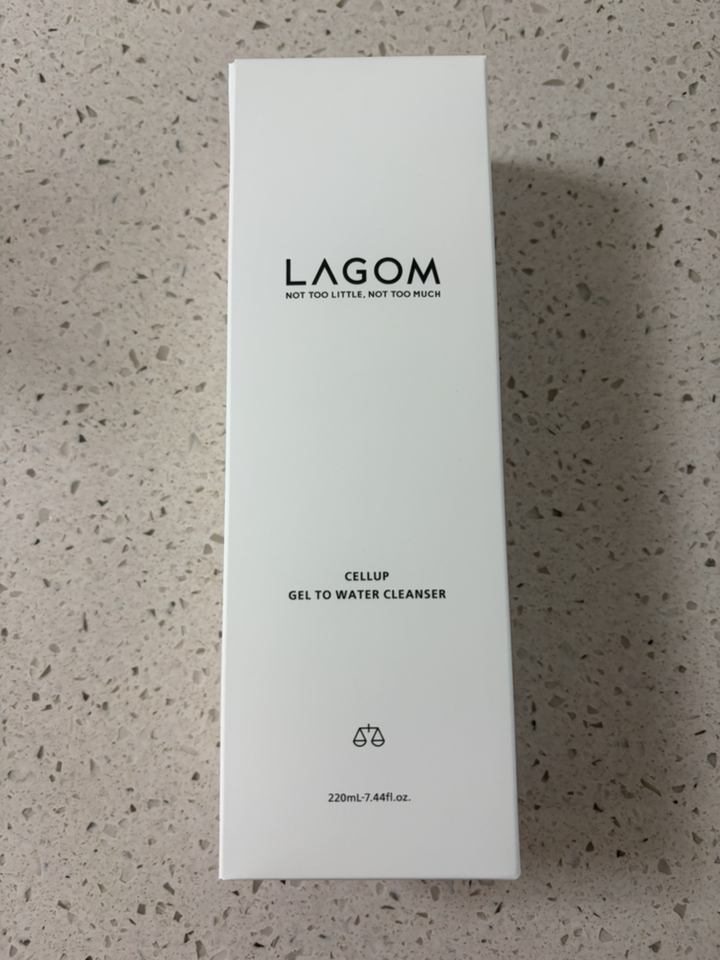 LAGOM
NOT TOO LITTLE, NOT TOO MUCH
CELLUP
GEL TO WATER CLEANSER
220mL-7.44fl.oz.